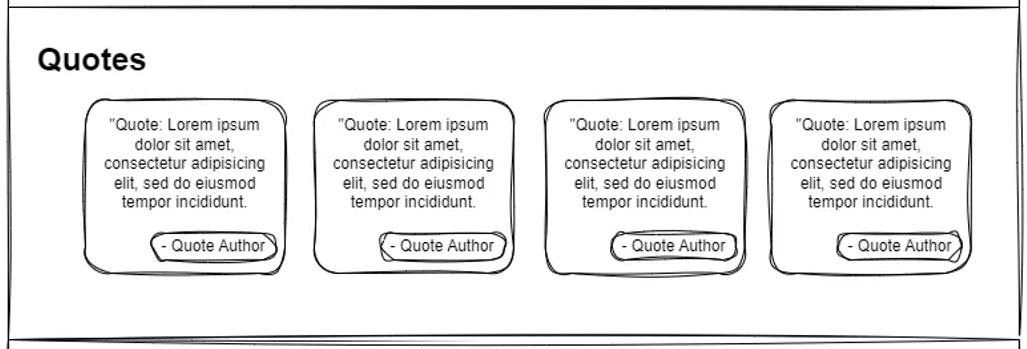 Quotes
"Quote: Lorem ipsum
dolor sit amet,
consectetur adipisicing
elit, sed do eiusmod
tempor incididunt.
- Quote Author
"Quote: Lorem ipsum
dolor sit amet,
consectetur adipisicing
elit, sed do eiusmod
tempor incididunt.
- Quote Author
"Quote: Lorem ipsum
dolor sit amet,
consectetur adipisicing
elit, sed do eiusmod
tempor incididunt.
- Quote Author
"Quote: Lorem ipsum
dolor sit amet,
consectetur adipisicing
elit, sed do eiusmod
tempor incididunt.
- Quote Author